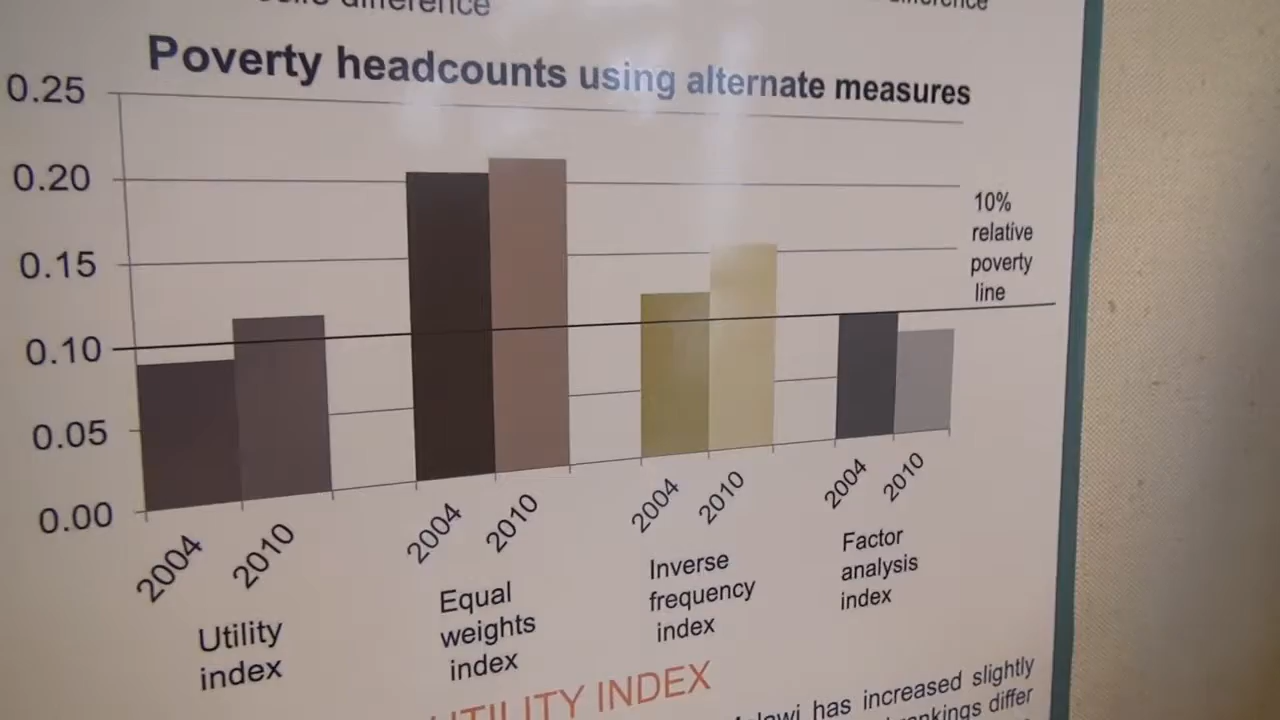 difference
Poverty headcounts using alternate measures
0.25
0.20
0.15
0.10
0.05
0.00
10%
relative
poverty
line
2004 2010 2004 2010 2004 2010 2004 2010
Utility
index
Equal
weights
index
Inverse
frequency
index
Factor
analysis
index
UTILITY INDEX
has increased slightly
differ